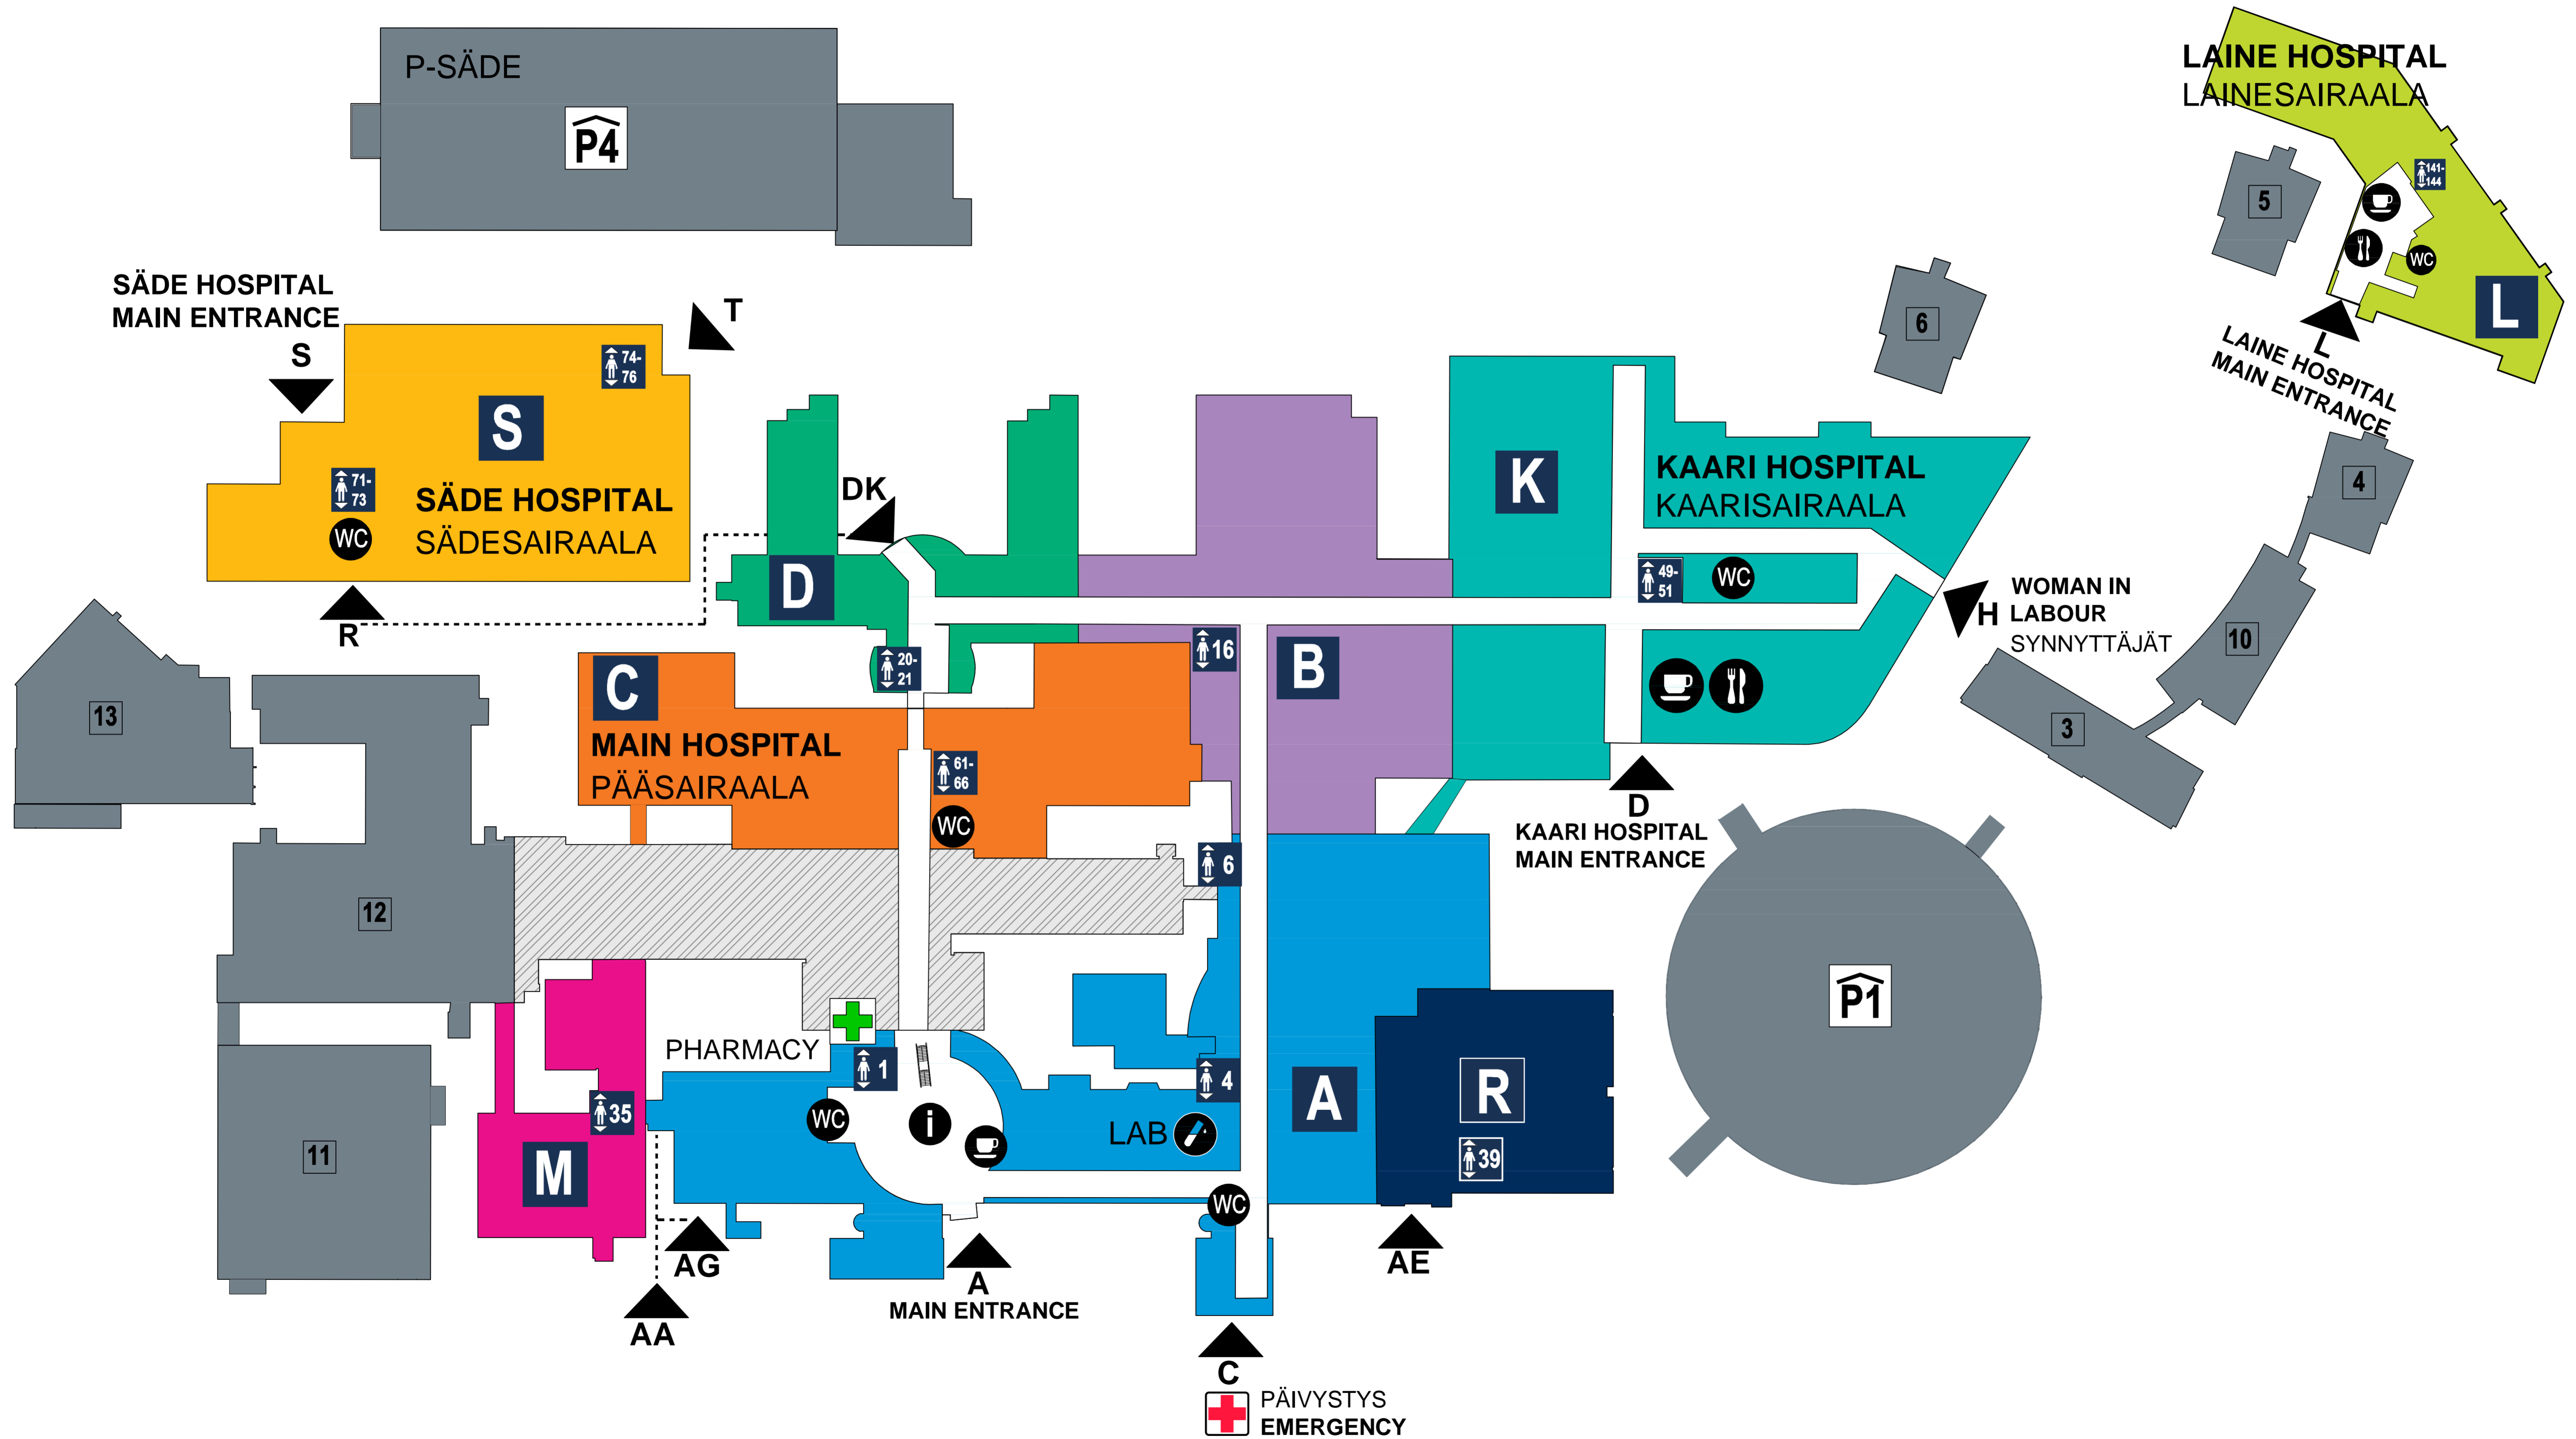 P-SÄDE
P4
LAINE HOSPITAL
LAINESAIRAALA
141-
144
5
WC
L
L
LAINE HOSPITAL
MAIN ENTRANCE
SÄDE HOSPITAL
MAIN ENTRANCE
S
T
74-
76
S
71-
73
SÄDE HOSPITAL
WC
SÄDESAIRAALA
R
6
4
10
3
DK
D
20-
21
K
KAARI HOSPITAL
KAARISAIRAALA
49-
51
WC
H
WOMAN IN
LABOUR
SYNNYTTÄJÄT
16
B
C
MAIN HOSPITAL
PÄÄSAIRAALA
61-
66
WC
D
KAARI HOSPITAL
MAIN ENTRANCE
13
12
11
6
P1
PHARMACY
1
WC
i
LAB
4
A
R
39
35
M
WC
AG
AA
A
MAIN ENTRANCE
AE
C
PÄIVYSTYS
EMERGENCY